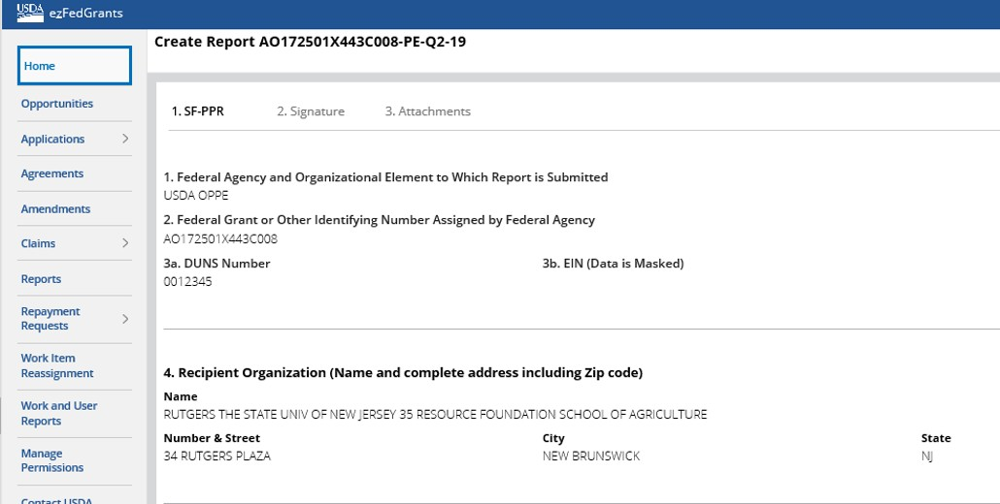 USDA ezFedGrants
Create Report AO172501X443C008-PE-Q2-19
Home
Opportunities
Applications
Agreements
Amendments
Claims
Reports
Repayment
Requests
Work Item
Reassignment
Work and User
Reports
Manage
Permissions
Contact USDA
1. SF-PPR 2. Signature 3. Attachments
1. Federal Agency and Organizational Element to Which Report is Submitted
USDA OPPE
2. Federal Grant or Other Identifying Number Assigned by Federal Agency
AO172501X443C008
3a. DUNS Number 3b. EIN (Data is Masked)
0012345
4. Recipient Organization (Name and complete address including Zip code)
Name
RUTGERS THE STATE UNIV OF NEW JERSEY 35 RESOURCE FOUNDATION SCHOOL OF AGRICULTURE
Number & Street City State
34 RUTGERS PLAZA NEW BRUNSWICK NJ